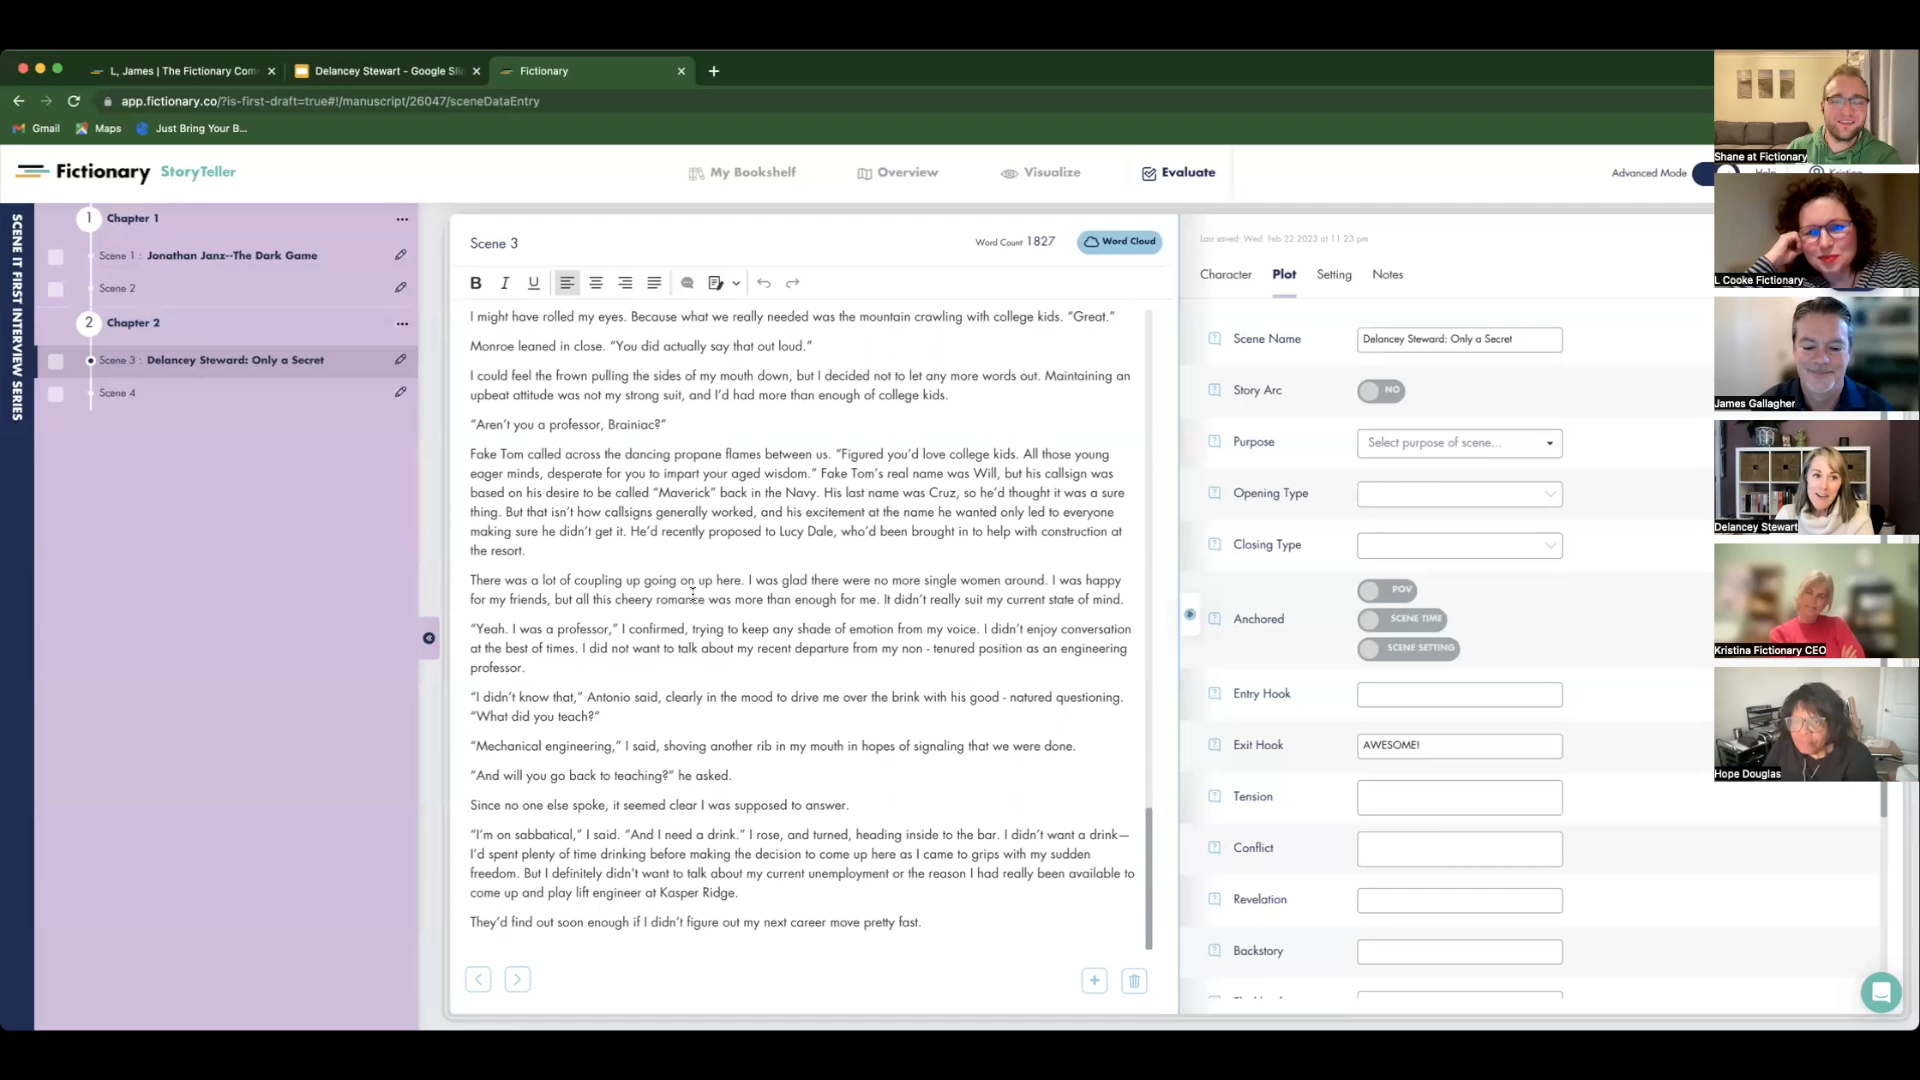 L, James | The Fictionary Com
Delancey Stewart - Google Sli
Fictionary
app.fictionary.co/?is-first-draft=true#!/manuscript/26047/sceneDataEntry
Gmail
Maps
Just Bring Your B...
Fictionary StoryTeller
My Bookshelf
Overview
Visualize
Evaluate
Advanced Mode
Help
SCENE IT FIRST INTERVIEW SERIES
1 Chapter 1 ...
Scene 1 : Jonathan Janz--The Dark Game
Scene 2
2 Chapter 2 ...
Scene 3 : Delancey Steward: Only a Secret
Scene 4
Scene 3
Word Count 1827
Word Cloud
B I U
I might have rolled my eyes. Because what we really needed was the mountain crawling with college kids. “Great.”
Monroe leaned in close. “You did actually say that out loud.”
I could feel the frown pulling the sides of my mouth down, but I decided not to let any more words out. Maintaining an
upbeat attitude was not my strong suit, and I’d had more than enough of college kids.
“Aren’t you a professor, Brainiac?”
Fake Tom called across the dancing propane flames between us. “Figured you’d love college kids. All those young
eager minds, desperate for you to impart your aged wisdom.” Fake Tom’s real name was Will, but his callsign was
based on his desire to be called “Maverick” back in the Navy. His last name was Cruz, so he’d thought it was a sure
thing. But that isn’t how callsigns generally worked, and his excitement at the name he wanted only led to everyone
making sure he didn’t get it. He’d recently proposed to Lucy Dale, who’d been brought in to help with construction at
the resort.
There was a lot of coupling up going on up here. I was glad there were no more single women around. I was happy
for my friends, but all this cheery romance was more than enough for me. It didn’t really suit my current state of mind.
“Yeah. I was a professor,” I confirmed, trying to keep any shade of emotion from my voice. I didn’t enjoy conversation
at the best of times. I did not want to talk about my recent departure from my non - tenured position as an engineering
professor.
“I didn’t know that,” Antonio said, clearly in the mood to drive me over the brink with his good - natured questioning.
“What did you teach?”
“Mechanical engineering,” I said, shoving another rib in my mouth in hopes of signaling that we were done.
“And will you go back to teaching?” he asked.
Since no one else spoke, it seemed clear I was supposed to answer.
“I’m on sabbatical,” I said. “And I need a drink.” I rose, and turned, heading inside to the bar. I didn’t want a drink—
I’d spent plenty of time drinking before making the decision to come up here as I came to grips with my sudden
freedom. But I definitely didn’t want to talk about my current unemployment or the reason I had really been available to
come up and play lift engineer at Kasper Ridge.
They’d find out soon enough if I didn’t figure out my next career move pretty fast.
Last saved: Wed, Feb 22 2023 at 11:23 pm
Character Plot Setting Notes
Scene Name Delancey Steward: Only a Secret
Story Arc NO
Purpose Select purpose of scene...
Opening Type
Closing Type
Anchored
POV
SCENE TIME
SCENE SETTING
Entry Hook
Exit Hook AWESOME!
Tension
Conflict
Revelation
Backstory
Shane at Fictionary
L Cooke Fictionary
James Gallagher
Delancey Stewart
Kristina Fictionary CEO
Hope Douglas